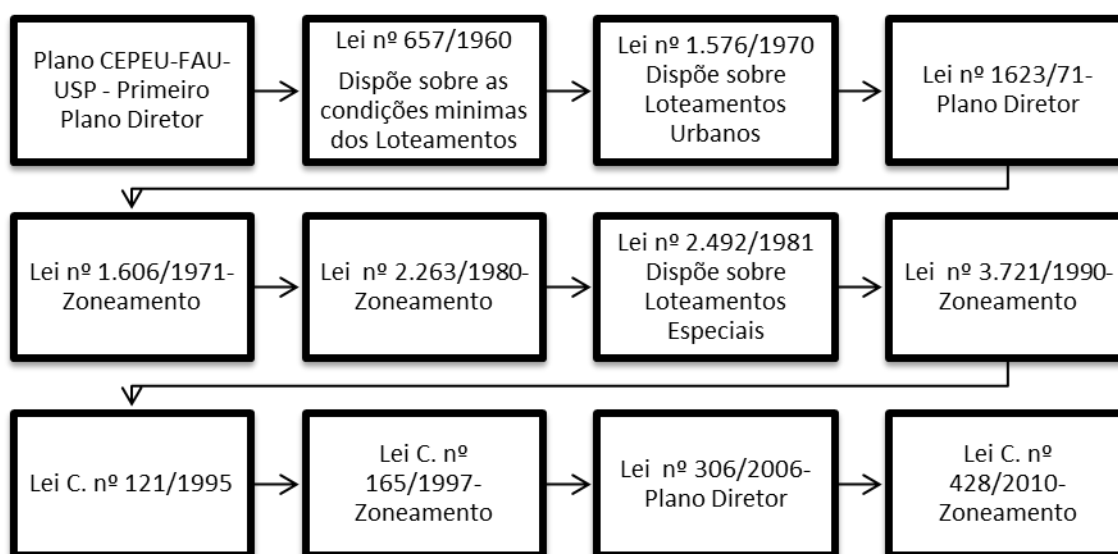 Plano CEPEU-FAU-
USP - Primeiro
Plano Diretor
Lei nº 657/1960
Dispõe sobre as
condições minimas
dos Loteamentos
Lei nº 1.576/1970
Dispõe sobre
Loteamentos
Urbanos
Lei nº 1623/71-
Plano Diretor
Lei nº 1.606/1971-
Zoneamento
Lei nº 2.263/1980-
Zoneamento
Lei nº 2.492/1981
Dispõe sobre
Loteamentos
Especiais
Lei nº 3.721/1990-
Zoneamento
Lei C. nº 121/1995
Lei C. nº
165/1997-
Zoneamento
Lei nº 306/2006-
Plano Diretor
Lei C. nº
428/2010-
Zoneamento